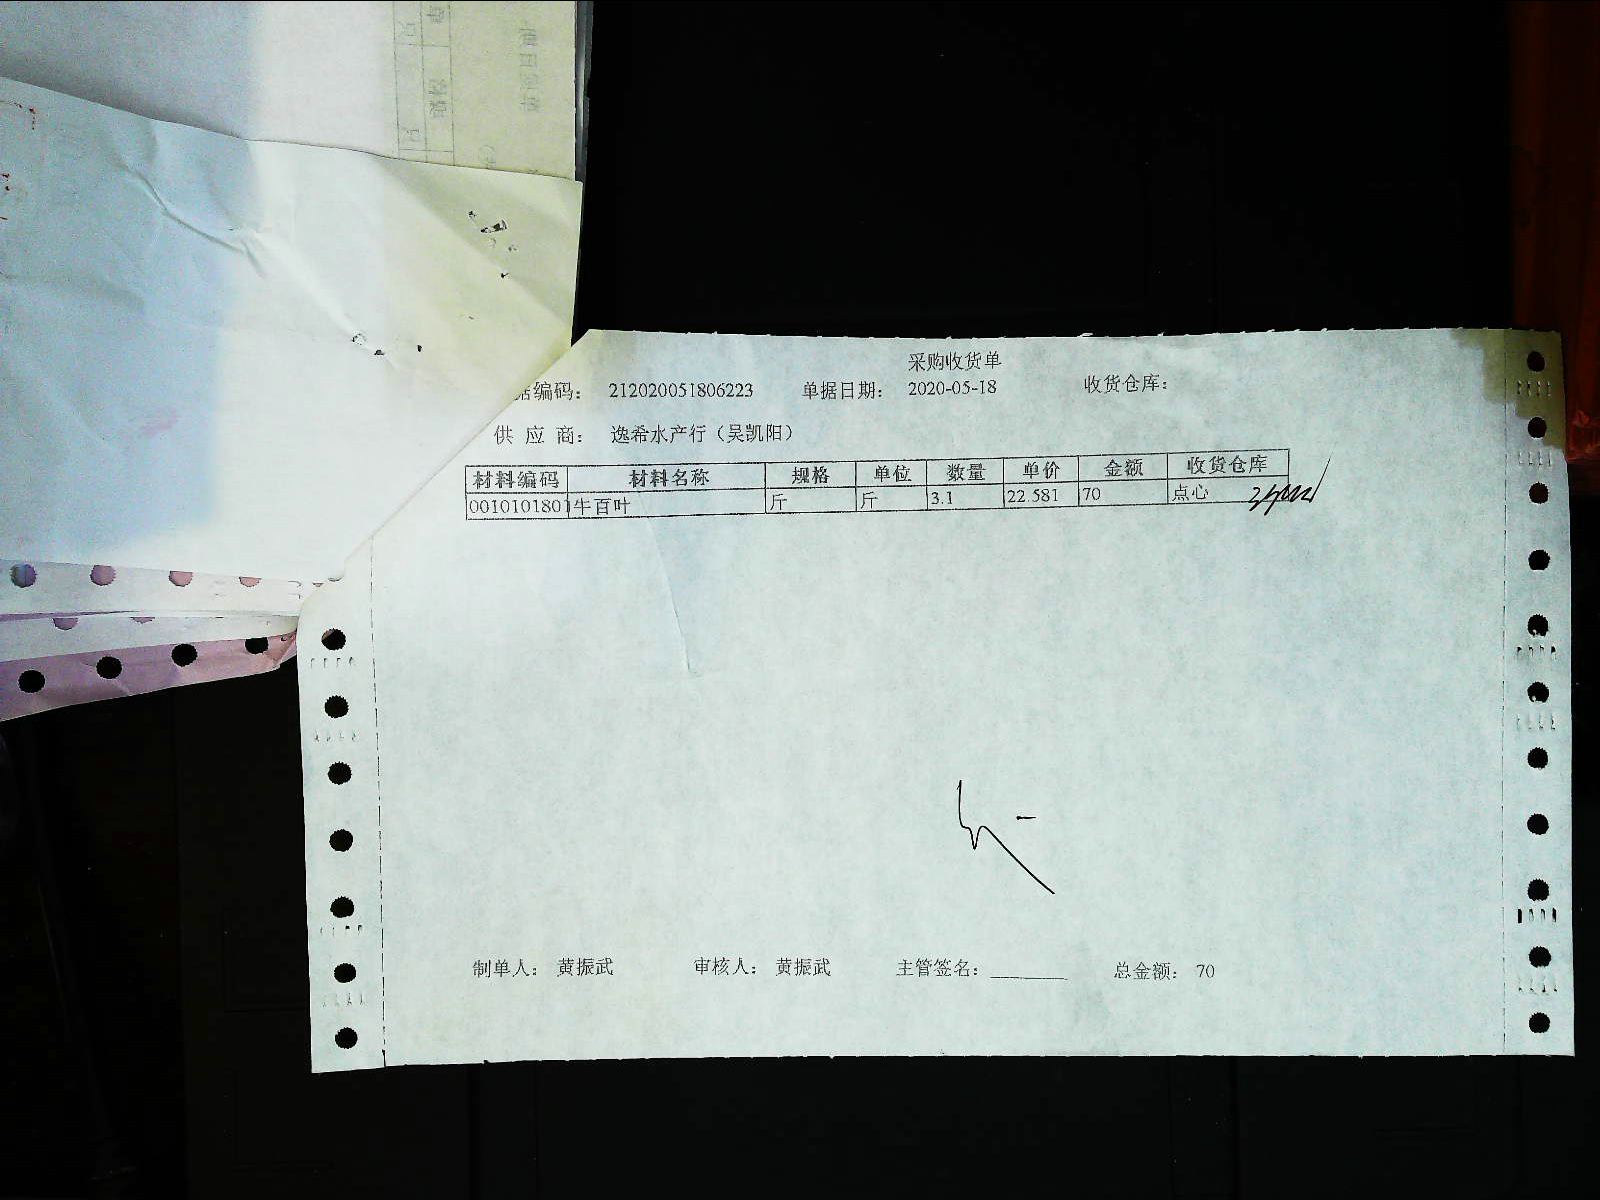 采购收货单
据编码： 212020051806223 单据日期： 2020-05-18 收货仓库：
供 应 商： 逸希水产行（吴凯阳）
材料编码 材料名称 规格 单位 数量 单价 金额 收货仓库
0010101801 牛百叶 斤 斤 3.1 22.581 70 点心
制单人： 黄振武 审核人： 黄振武 主管签名：________ 总金额： 70